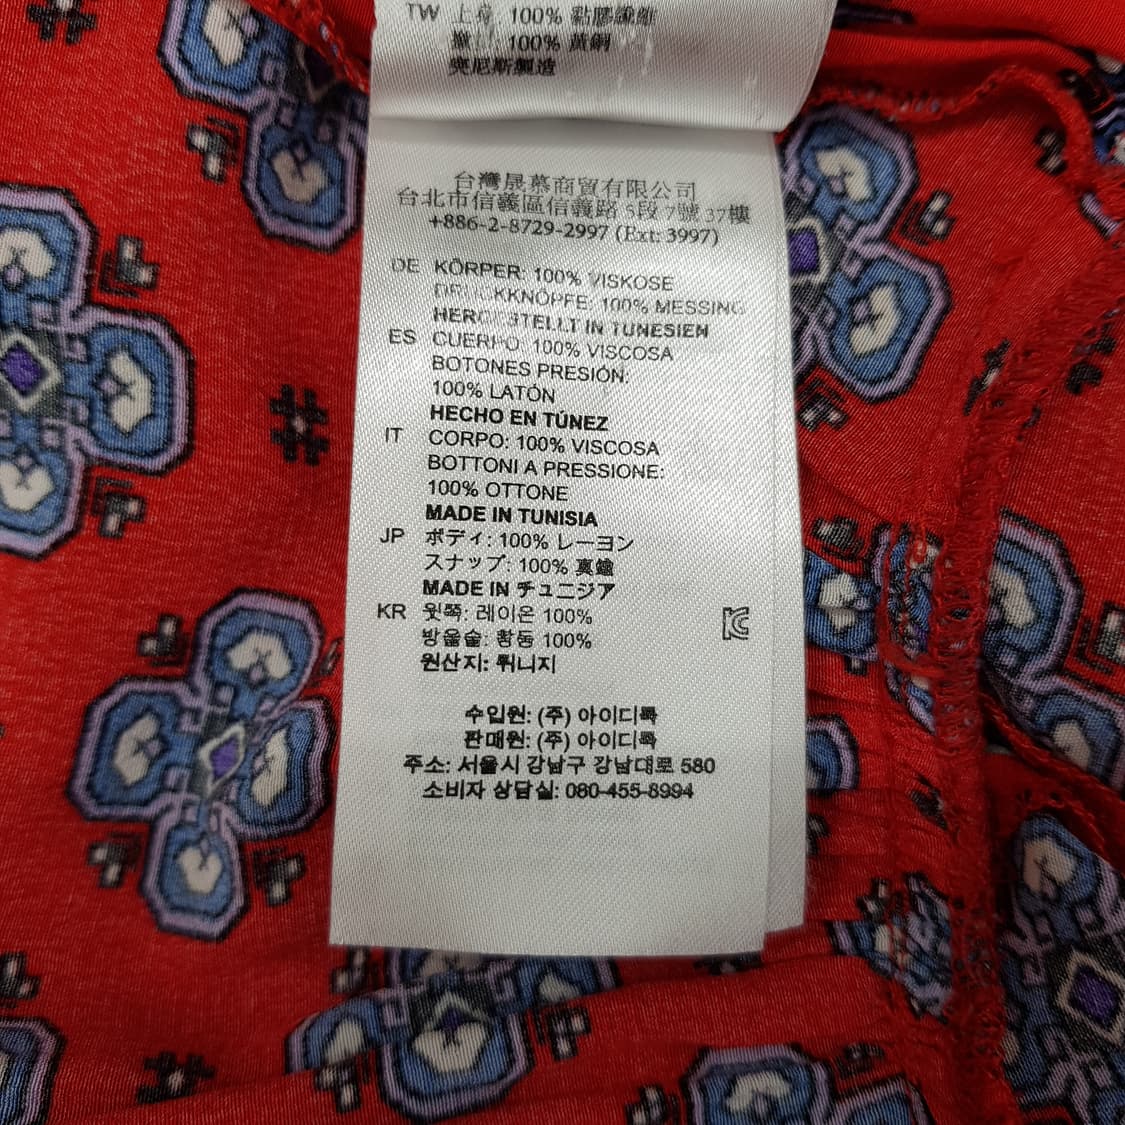 TW 上身: 100% 黏膠纖維
100% 黃銅
突尼斯製造
台灣晟慕商貿有限公司
台北市信義區信義路 5段 7號 37樓
+886-2-8729-2997 (Ext: 3997)
DE KÖRPER: 100% VISKOSE
DRUCKKNÖPFE: 100% MESSING
HERGESTELLT IN TUNESIEN
ES CUERPO: 100% VISCOSA
BOTONES PRESIÓN:
100% LATÓN
HECHO EN TÚNEZ
IT CORPO: 100% VISCOSA
BOTTONI A PRESSIONE:
100% OTTONE
MADE IN TUNISIA
JP ボディ: 100% レーヨン
スナップ: 100% 真鍮
MADE IN チュニジア
KR 윗쪽: 레이온 100%
방울솔: 황동 100%
원산지: 튀니지
수입원: (주) 아이디룩
판매원: (주) 아이디룩
주소: 서울시 강남구 강남대로 580
소비자 상담실: 080-455-8994